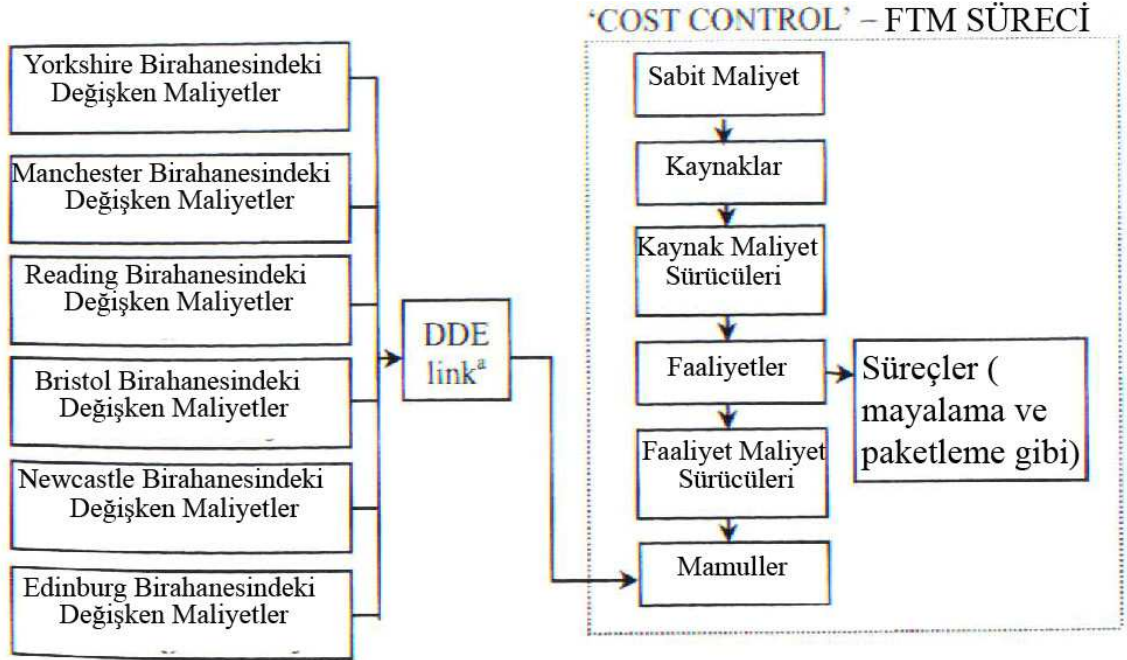 'COST CONTROL' – FTM SÜRECİ
Yorkshire Birahanesindeki
Değişken Maliyetler
Manchester Birahanesindeki
Değişken Maliyetler
Reading Birahanesindeki
Değişken Maliyetler
Bristol Birahanesindeki
Değişken Maliyetler
Newcastle Birahanesindeki
Değişken Maliyetler
Edinburg Birahanesindeki
Değişken Maliyetler
DDE
linkᵃ
Sabit Maliyet
Kaynaklar
Kaynak Maliyet
Sürücüleri
Faaliyetler
Süreçler (
mayalama ve
paketleme gibi)
Faaliyet Maliyet
Sürücüleri
Mamuller